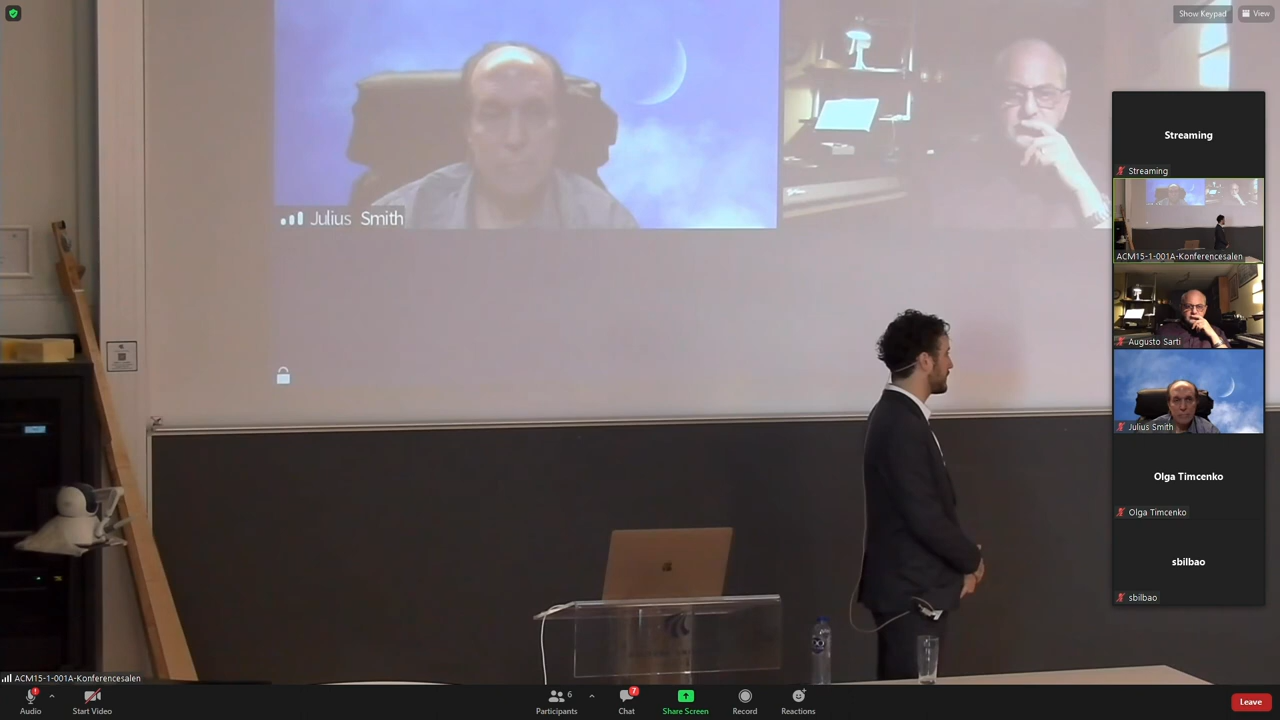 Show Keypad
View
Julius Smith
Streaming
Streaming
ACM15-1-001A-Konferencesalen
Augusto Sarti
Julius Smith
Olga Timcenko
Olga Timcenko
sbilbao
sbilbao
ACM15-1-001A-Konferencesalen
Audio
Start Video
6
Participants
7
Chat
Share Screen
Record
Reactions
Leave